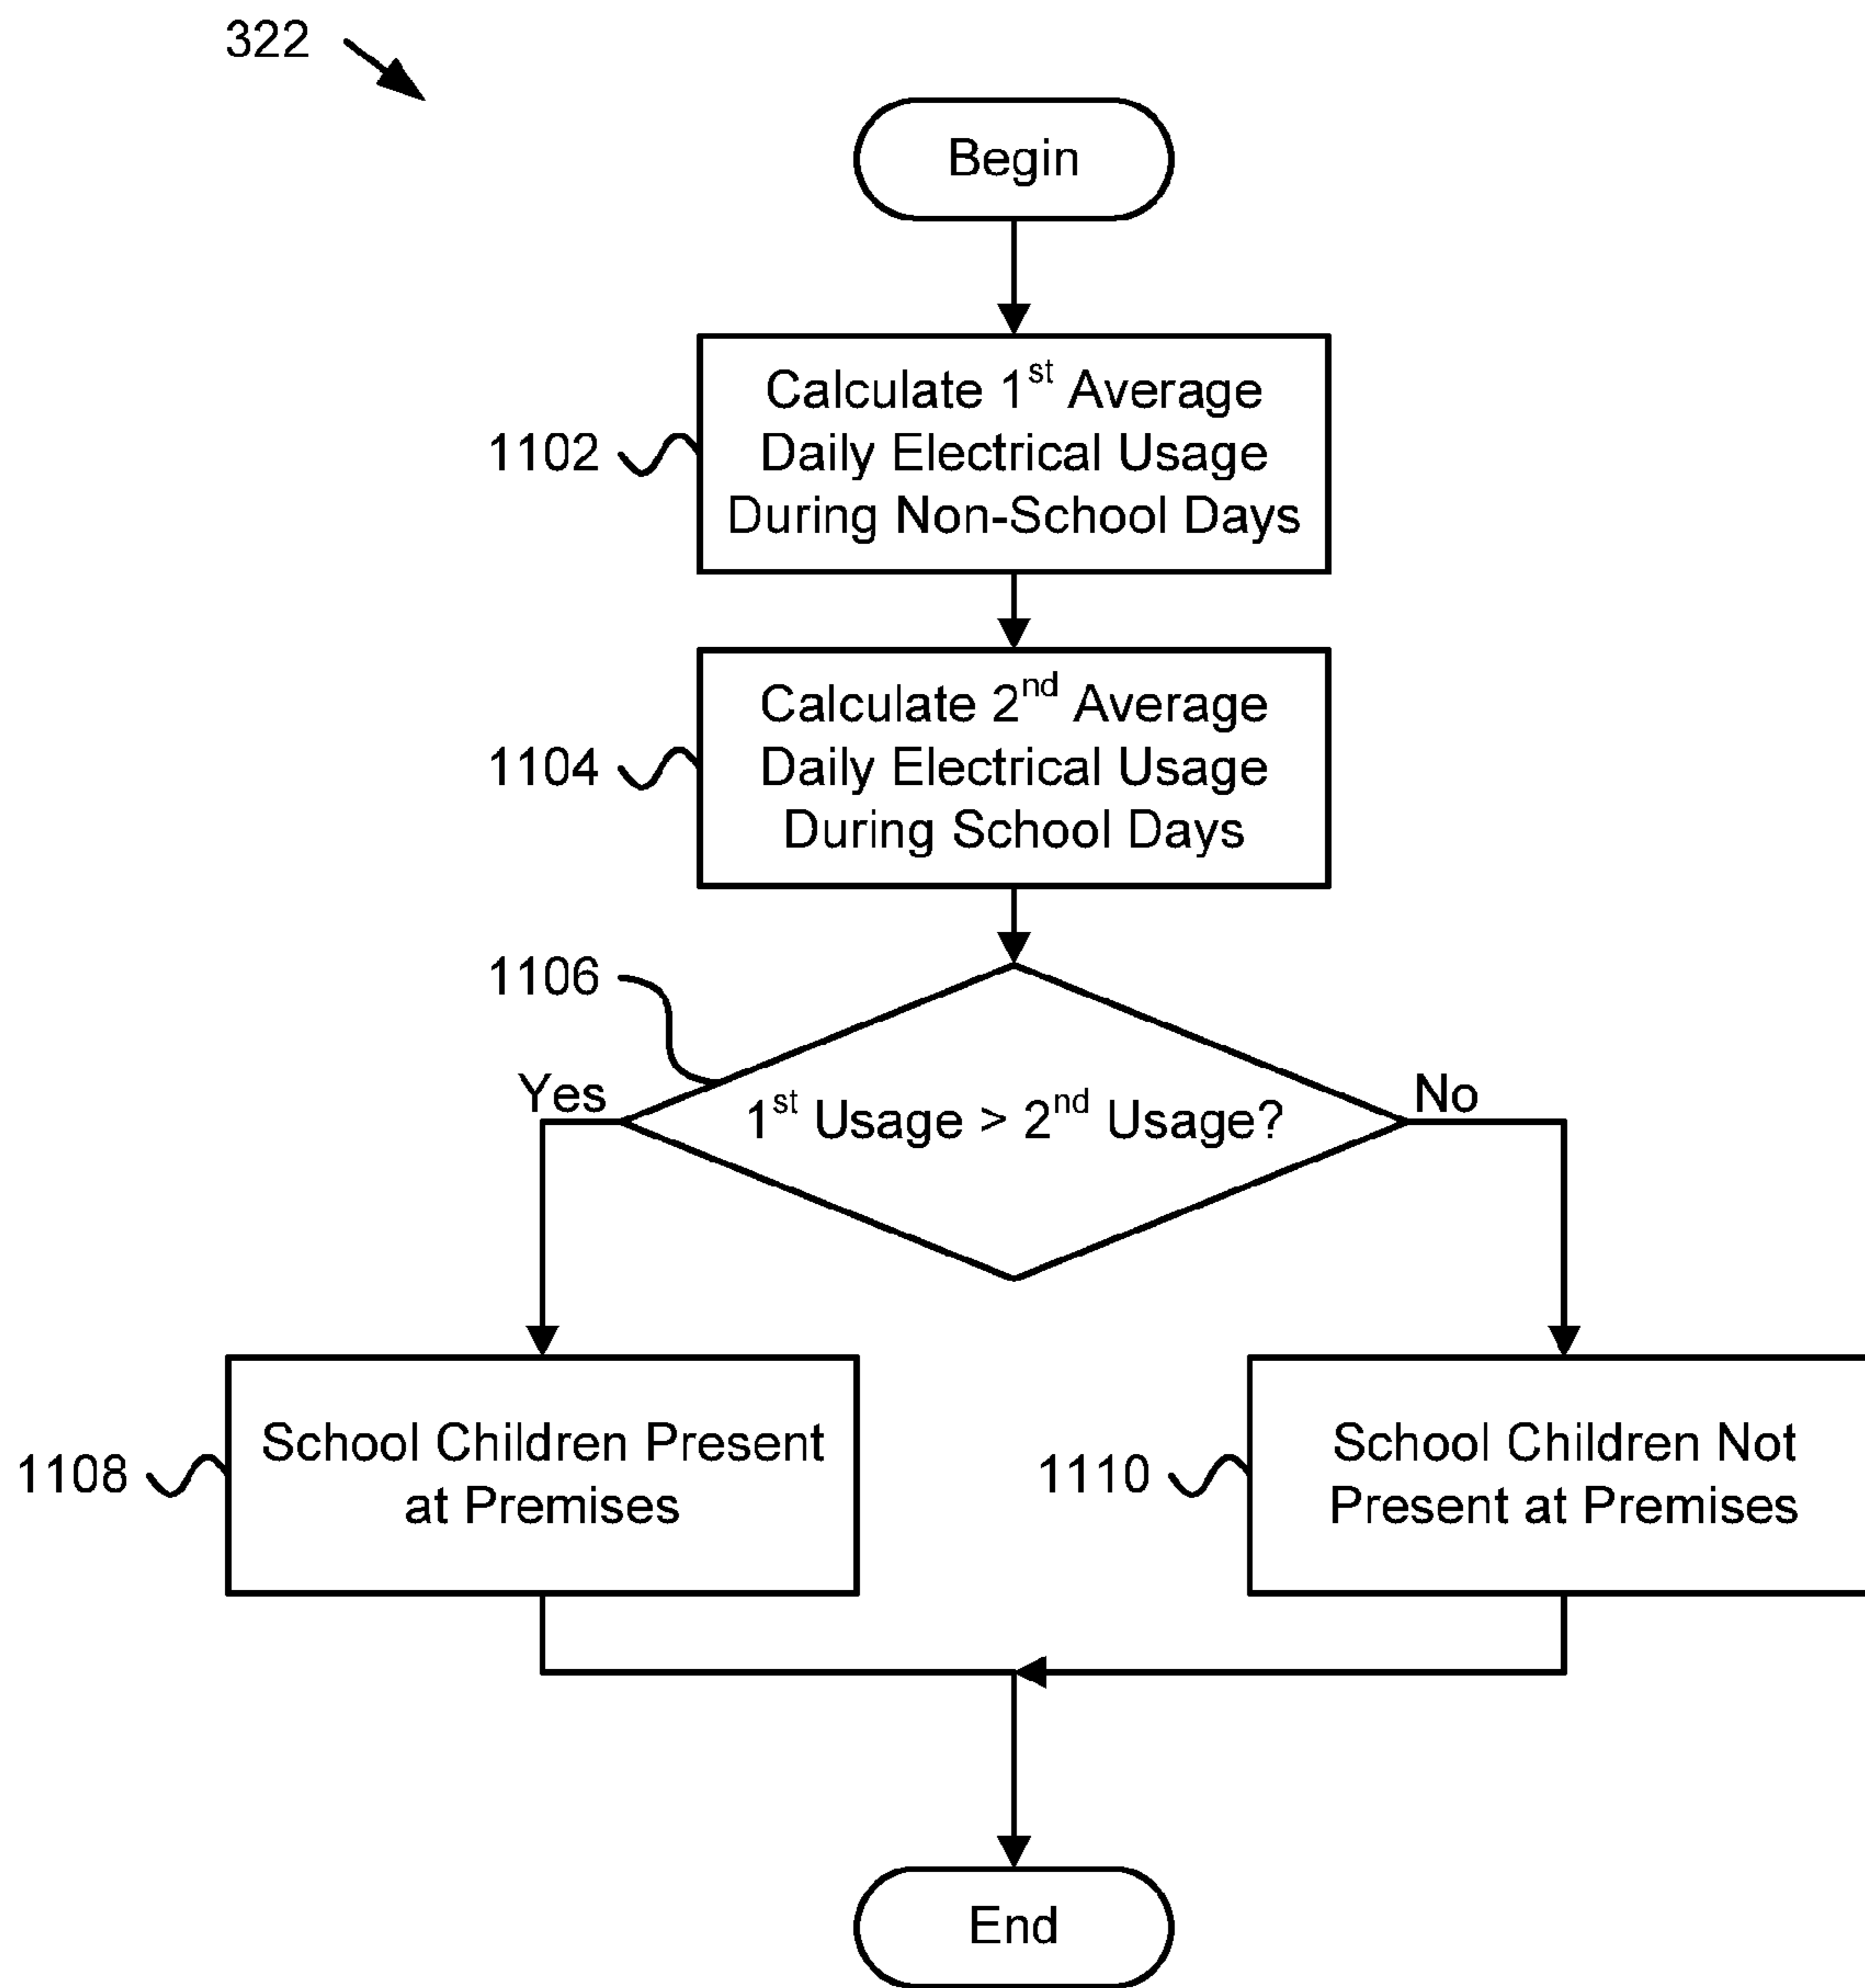 322
Begin
Calculate 1st Average
Daily Electrical Usage
During Non-School Days
1102
Calculate 2nd Average
Daily Electrical Usage
During School Days
1104
1106
Yes
1st Usage > 2nd Usage?
No
School Children Present
at Premises
1108
School Children Not
Present at Premises
1110
End